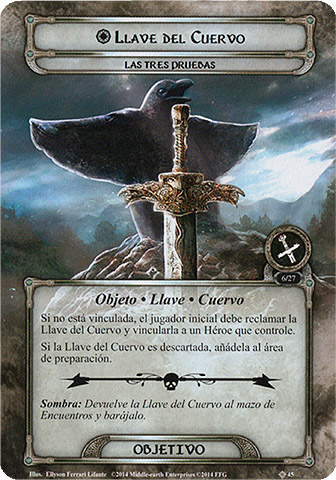 Llave del Cuervo
Las Tres Pruebas
6/27
Objeto • Llave • Cuervo
Si no está vinculada, el jugador inicial debe reclamar la
Llave del Cuervo y vincularla a un Héroe que controle.
Si la Llave del Cuervo es descartada, añádela al área
de preparación.
Sombra: Devuelve la Llave del Cuervo al mazo de
Encuentros y barájalo.
Objetivo
Illus. Ellyson Ferrari Lifante ©2014 Middle-earth Enterprises ©2014 FFG 45